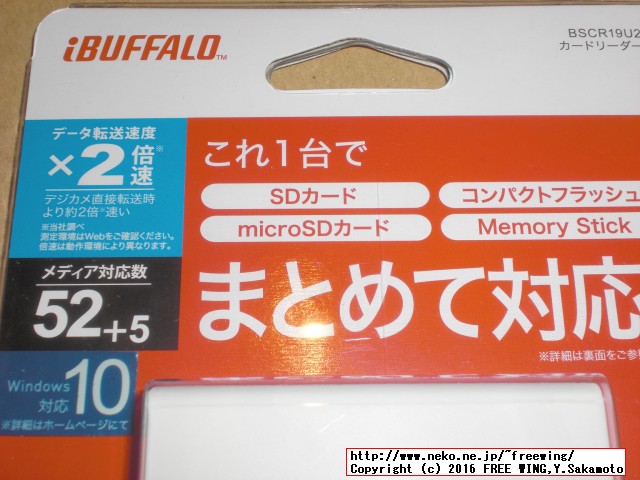 iBUFFALO™
BSCR19U2
カードリーダー
データ転送速度
×2倍速※
デジカメ直接転送時
より約2倍※速い
※当社調べ
測定環境はWebをご確認ください。
倍速は動作環境により異なります。
メディア対応数
52+5
Windows 10
対応
※詳細はホームページにて
これ1台で
SDカード
コンパクトフラッシュ
microSDカード
Memory Stick
まとめて対応
※詳細は裏面をご参
http://www.neko.ne.jp/~freewing/
Copyright (c) 2016 FREE WING,Y.Sakamoto